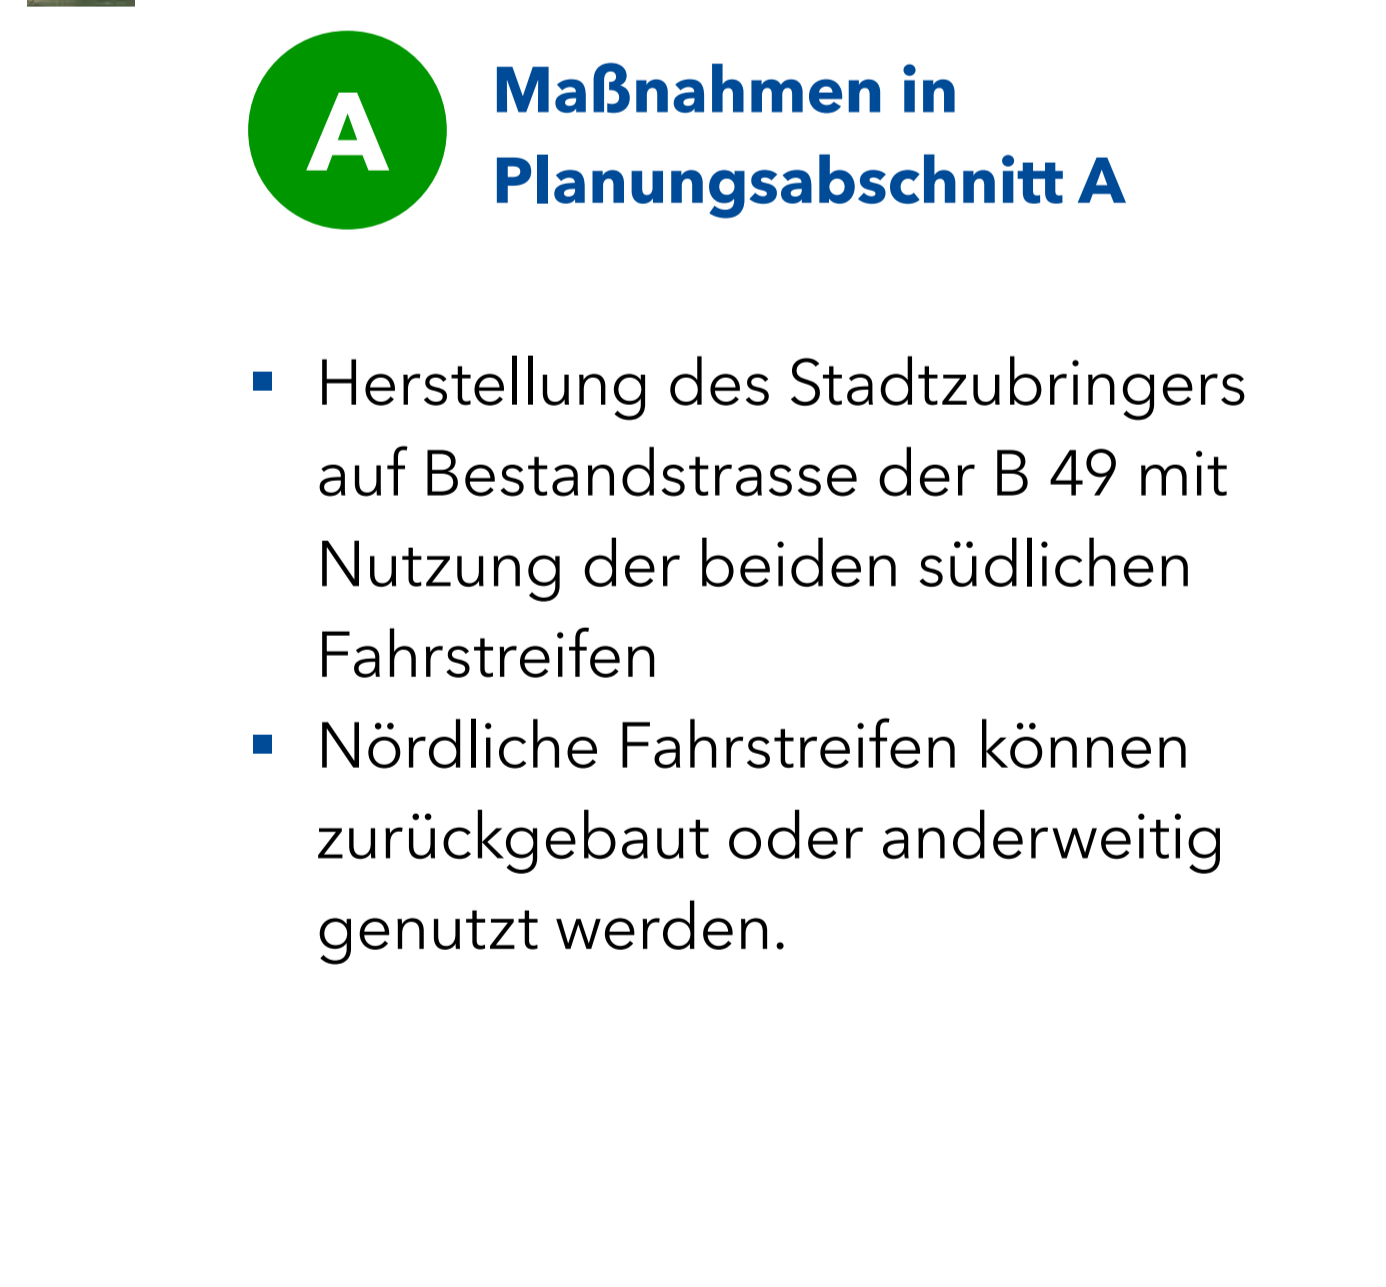 A
Maßnahmen in
Planungsabschnitt A
▪ Herstellung des Stadtzubringers
auf Bestandstrasse der B 49 mit
Nutzung der beiden südlichen
Fahrstreifen
▪ Nördliche Fahrstreifen können
zurückgebaut oder anderweitig
genutzt werden.